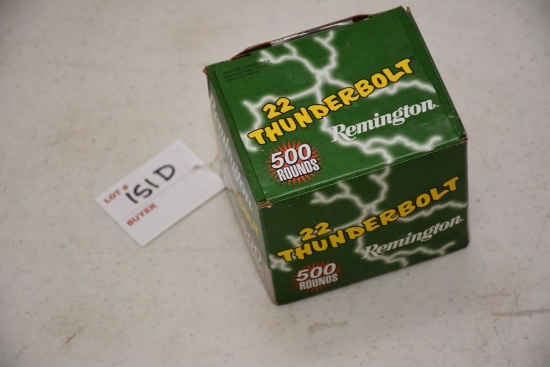 22
THUNDERBOLT
Remington
500
ROUNDS
LOT #
151D
BUYER
22
THUNDERBOLT
Remington
500
ROUNDS